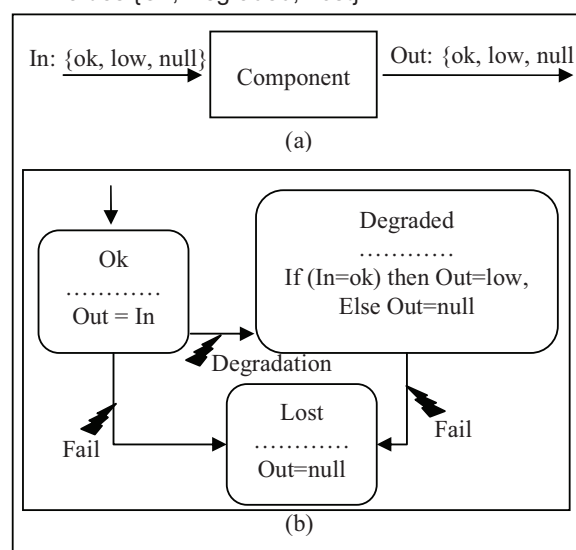 In: {ok, low, null}
Component
Out: {ok, low, null
(a)
Ok
…………
Out = In
Degraded
…………
If (In=ok) then Out=low,
Else Out=null
Degradation
Lost
…………
Out=null
Fail
Fail
(b)